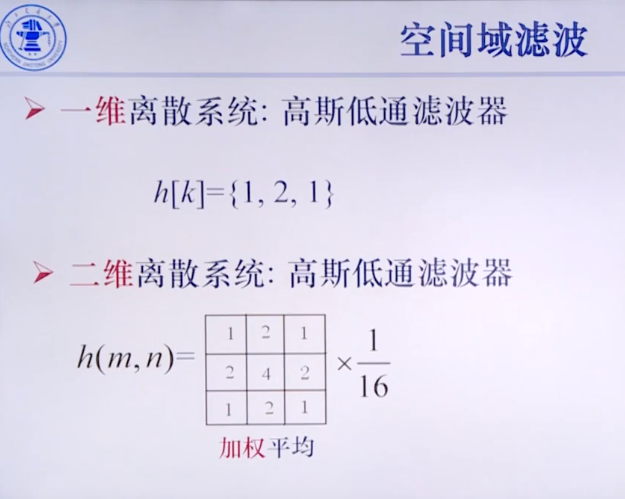 空间域滤波
一维离散系统: 高斯低通滤波器
h[k]={1, 2, 1}
二维离散系统: 高斯低通滤波器
h(m,n)=
1 2 1
2 4 2
1 2 1
× 1/16
加权平均